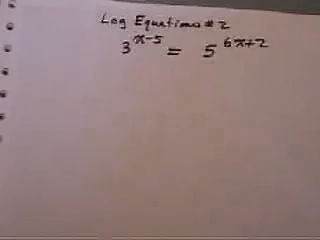 Log Equations # 2
3^{x-5} = 5^{6x+2}